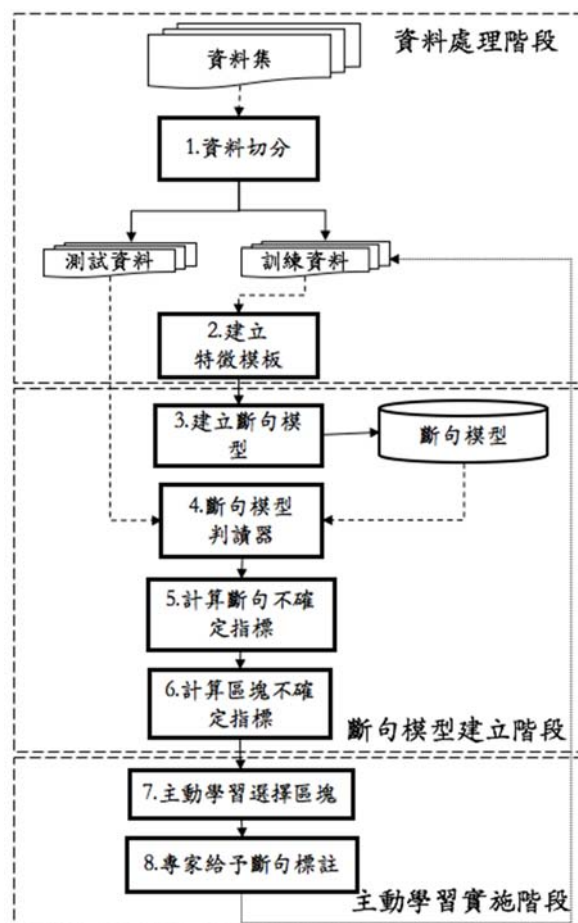 資料集
資料處理階段
1.資料切分
測試資料
訓練資料
2.建立
特徵模板
3.建立斷句模
型
斷句模型
4.斷句模型
判讀器
5.計算斷句不確
定指標
6.計算區塊不確
定指標
斷句模型建立階段
7.主動學習選擇區塊
8.專家給予斷句標註
主動學習實施階段